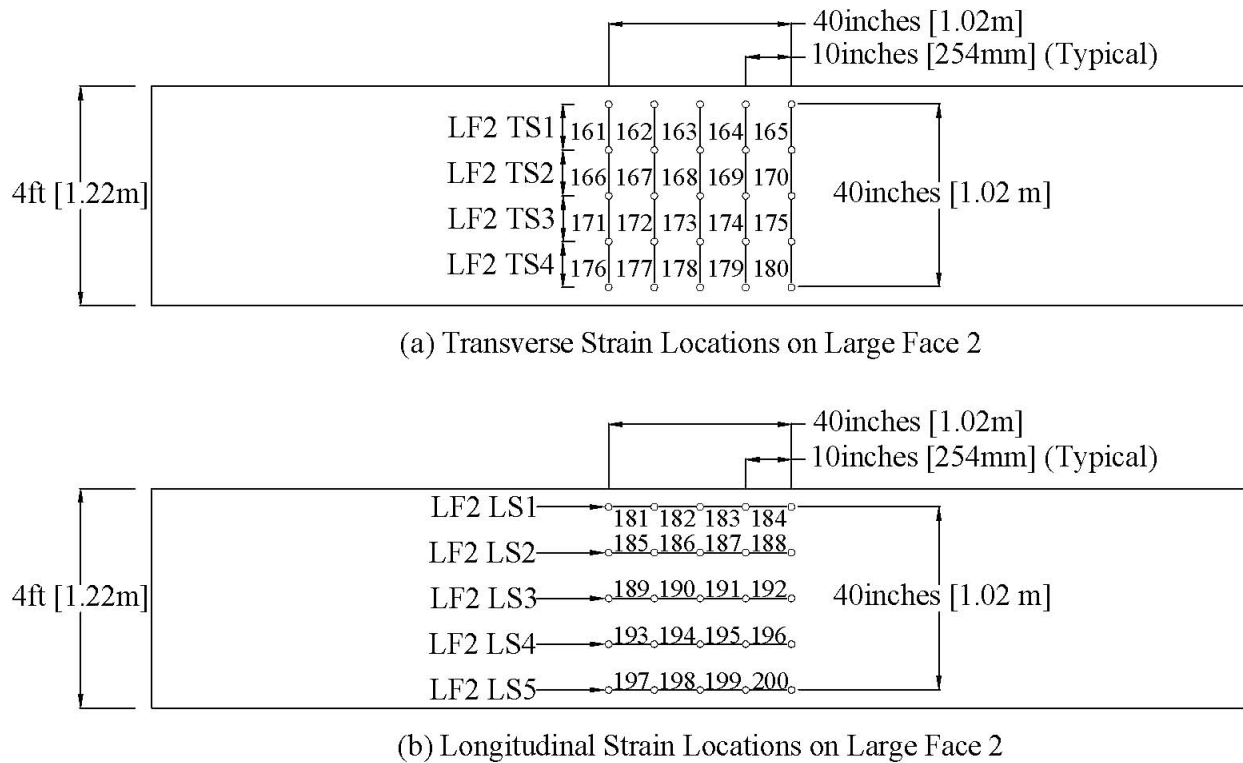 40inches [1.02m]
10inches [254mm] (Typical)
LF2 TS1 161 162 163 164 165
LF2 TS2 166 167 168 169 170
4ft [1.22m] 40inches [1.02 m]
LF2 TS3 171 172 173 174 175
LF2 TS4 176 177 178 179 180
(a) Transverse Strain Locations on Large Face 2
40inches [1.02m]
10inches [254mm] (Typical)
LF2 LS1
181 182 183 184
LF2 LS2 185 186 187 188
LF2 LS3 189 190 191 192
4ft [1.22m] 40inches [1.02 m]
LF2 LS4 193 194 195 196
LF2 LS5 197 198 199 200
(b) Longitudinal Strain Locations on Large Face 2